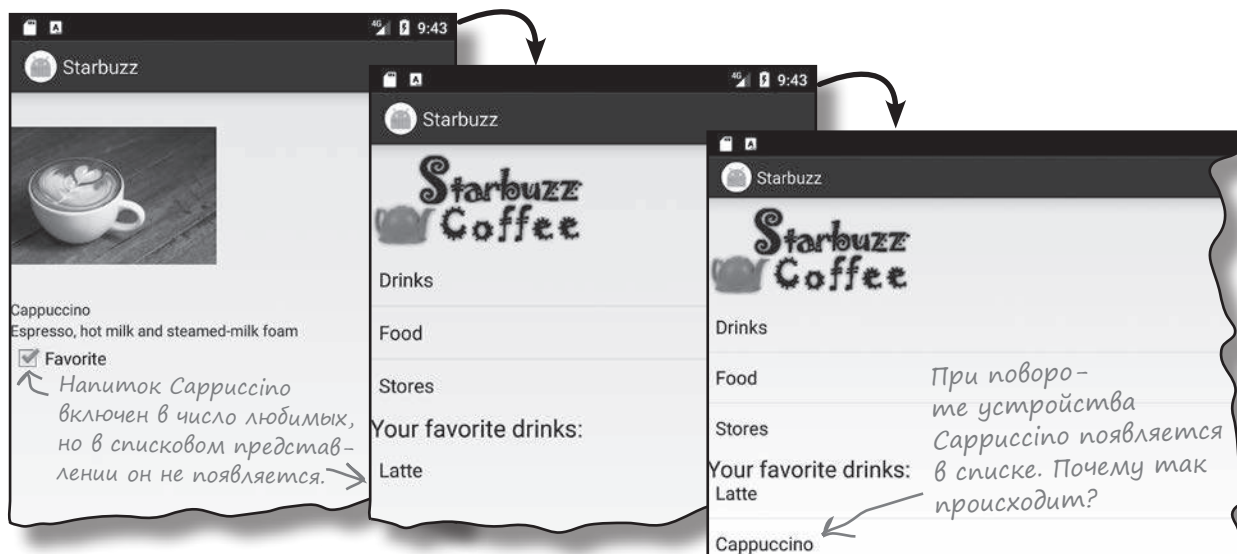 4G 9:43
Starbuzz
Cappuccino
Espresso, hot milk and steamed-milk foam
Favorite
Напиток Cappuccino
включен в число любимых,
но в списковом представ-
лении он не появляется.
4G 9:43
Starbuzz
Starbuzz
Coffee
Drinks
Food
Stores
Your favorite drinks:
Latte
Starbuzz
Starbuzz
Coffee
Drinks
Food
Stores
Your favorite drinks:
Latte
Cappuccino
При поворо-
те устройства
Cappuccino появляется
в списке. Почему так
происходит?